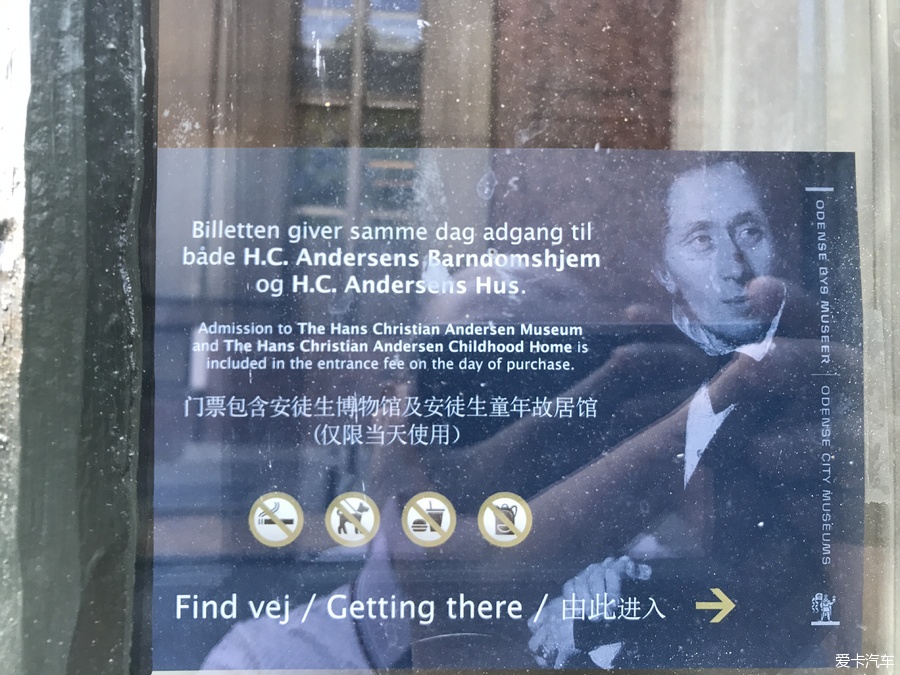 Billetten giver samme dag adgang til
både H.C. Andersens Barndomshjem
og H.C. Andersens Hus.
Admission to The Hans Christian Andersen Museum
and The Hans Christian Andersen Childhood Home is
included in the entrance fee on the day of purchase.
门票包含安徒生博物馆及安徒生童年故居馆
(仅限当天使用)
Find vej / Getting there / 由此进入
ODENSE BYS MUSEER | ODENSE CITY MUSEUMS
爱卡汽车